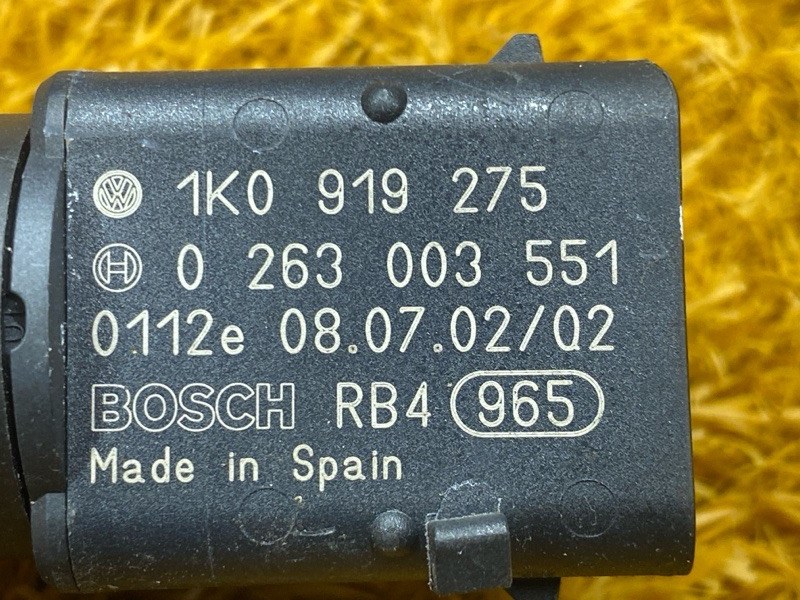 1K0 919 275
0 263 003 551
0112e 08.07.02/02
BOSCH RB4 965
Made in Spain